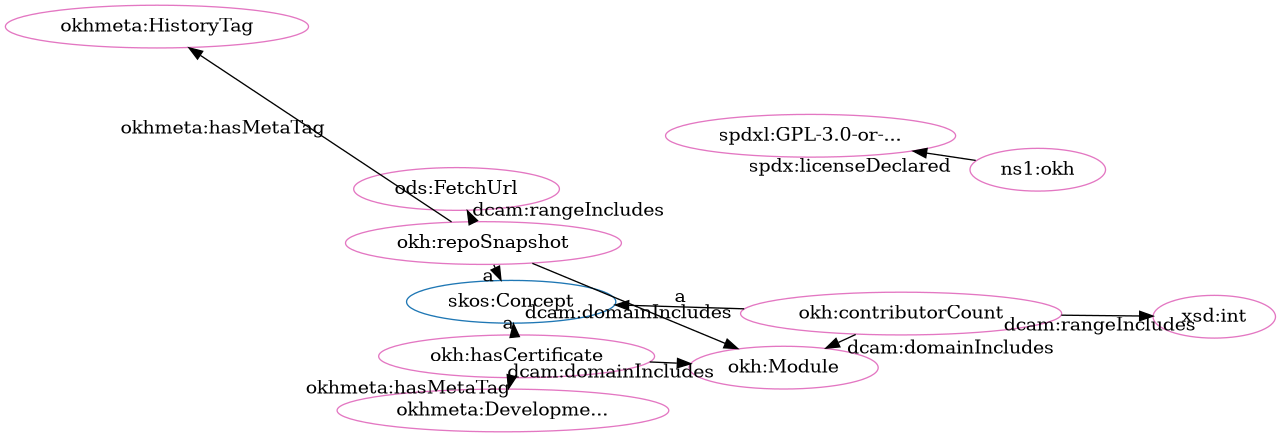 okhmeta:HistoryTag
okhmeta:hasMetaTag
spdxl:GPL-3.0-or-...
spdx:licenseDeclared
ns1:okh
ods:FetchUrl
dcam:rangeIncludes
okh:repoSnapshot
a
skos:Concept
a
dcam:domainIncludes
okh:contributorCount
dcam:rangeIncludes
xsd:int
a
okh:hasCertificate
dcam:domainIncludes
okh:Module
dcam:domainIncludes
okhmeta:hasMetaTag
okhmeta:Developme...